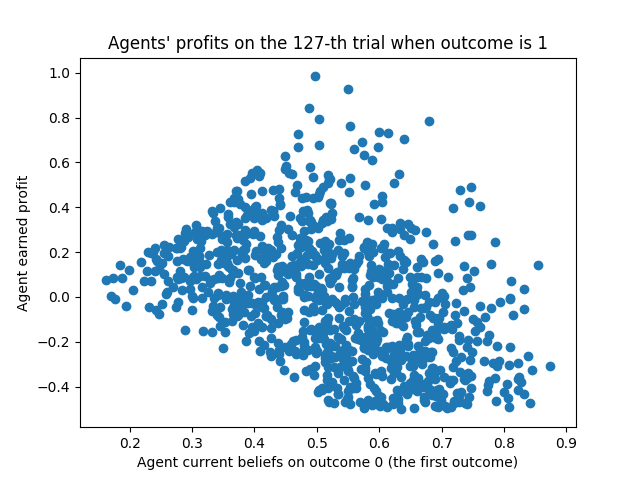 Agents' profits on the 127-th trial when outcome is 1
1.0
0.8
0.6
0.4
0.2
0.0
−0.2
−0.4
Agent earned profit
0.2 0.3 0.4 0.5 0.6 0.7 0.8 0.9
Agent current beliefs on outcome 0 (the first outcome)